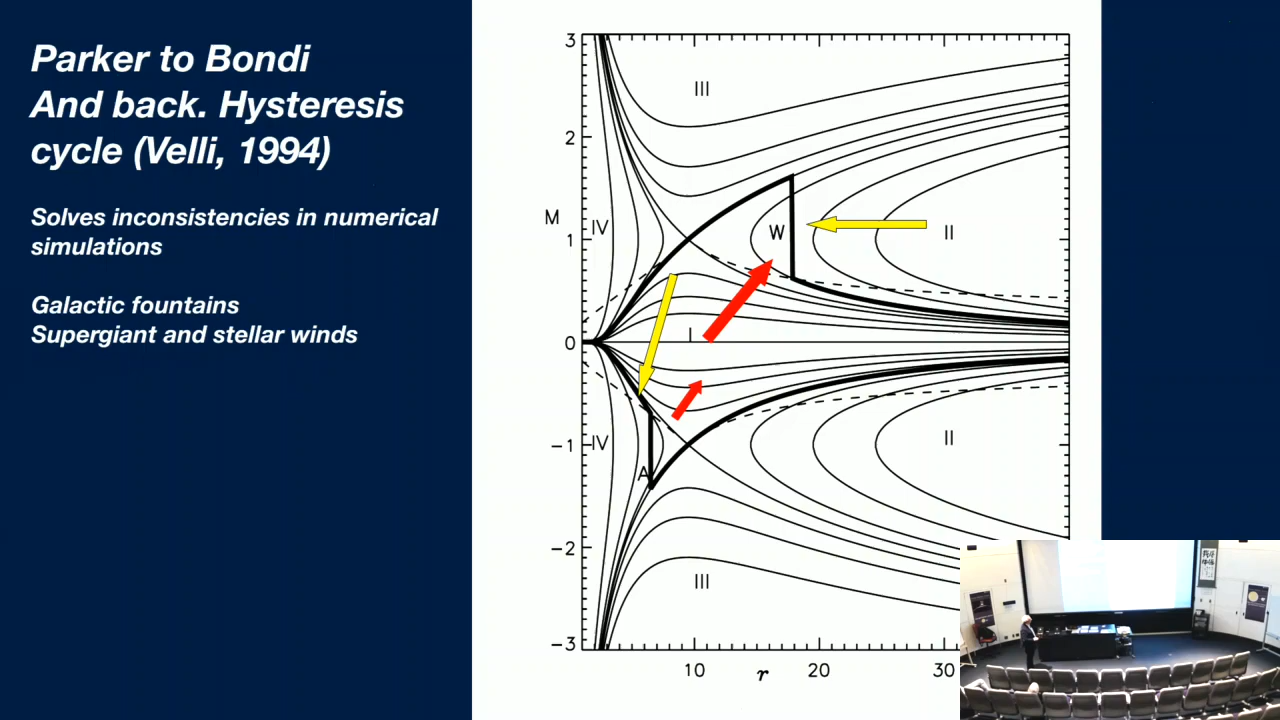 Parker to Bondi
And back. Hysteresis
cycle (Velli, 1994)
Solves inconsistencies in numerical
simulations
Galactic fountains
Supergiant and stellar winds
3
2
1
0
−1
−2
−3
M
III
IV
W
II
I
IV
A
II
III
10
20
30
r